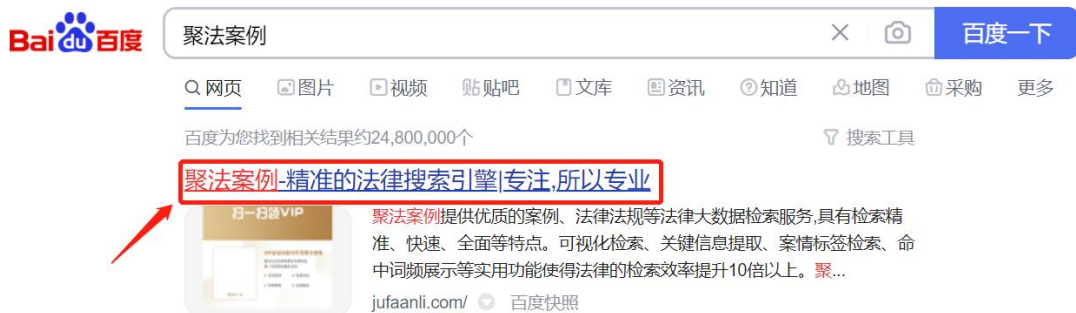 Bai du 百度
聚法案例
百度一下
网页 图片 视频 贴吧 文库 资讯 知道 地图 采购 更多
百度为您找到相关结果约24,800,000个 搜索工具
聚法案例-精准的法律搜索引擎|专注,所以专业
扫一扫领VIP
聚法案例提供优质的案例、法律法规等法律大数据检索服务,具有检索精
准、快速、全面等特点。可视化检索、关键信息提取、案情标签检索、命
中词频展示等实用功能使得法律的检索效率提升10倍以上。聚...
jufaanli.com/ 百度快照